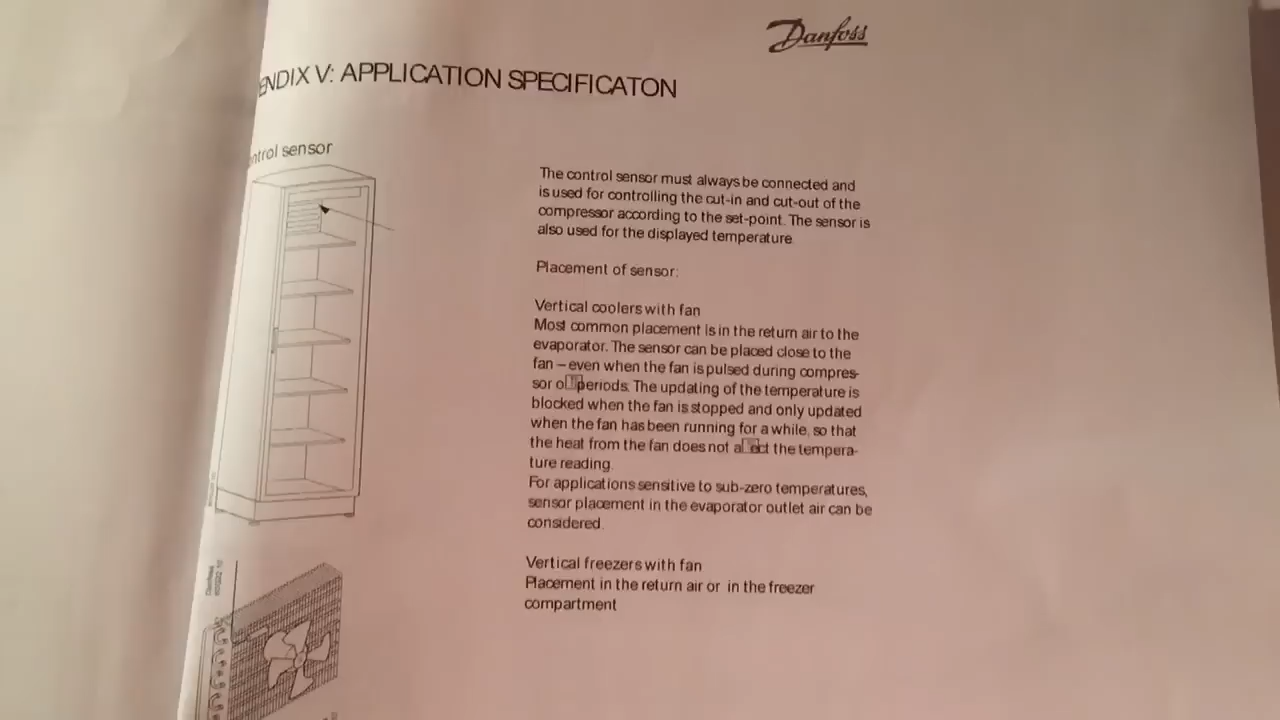 Danfoss
ENDIX V: APPLICATION SPECIFICATON
ntrol sensor
The control sensor must always be connected and
is used for controlling the cut-in and cut-out of the
compressor according to the set-point. The sensor is
also used for the displayed temperature.
Placement of sensor:
Vertical coolers with fan
Most common placement is in the return air to the
evaporator. The sensor can be placed close to the
fan – even when the fan is pulsed during compres-
sor o periods. The updating of the temperature is
blocked when the fan is stopped and only updated
when the fan has been running for a while, so that
the heat from the fan does not a ect the tempera-
ture reading.
For applications sensitive to sub-zero temperatures,
sensor placement in the evaporator outlet air can be
considered.
Vertical freezers with fan
Placement in the return air or in the freezer
compartment
Danfoss